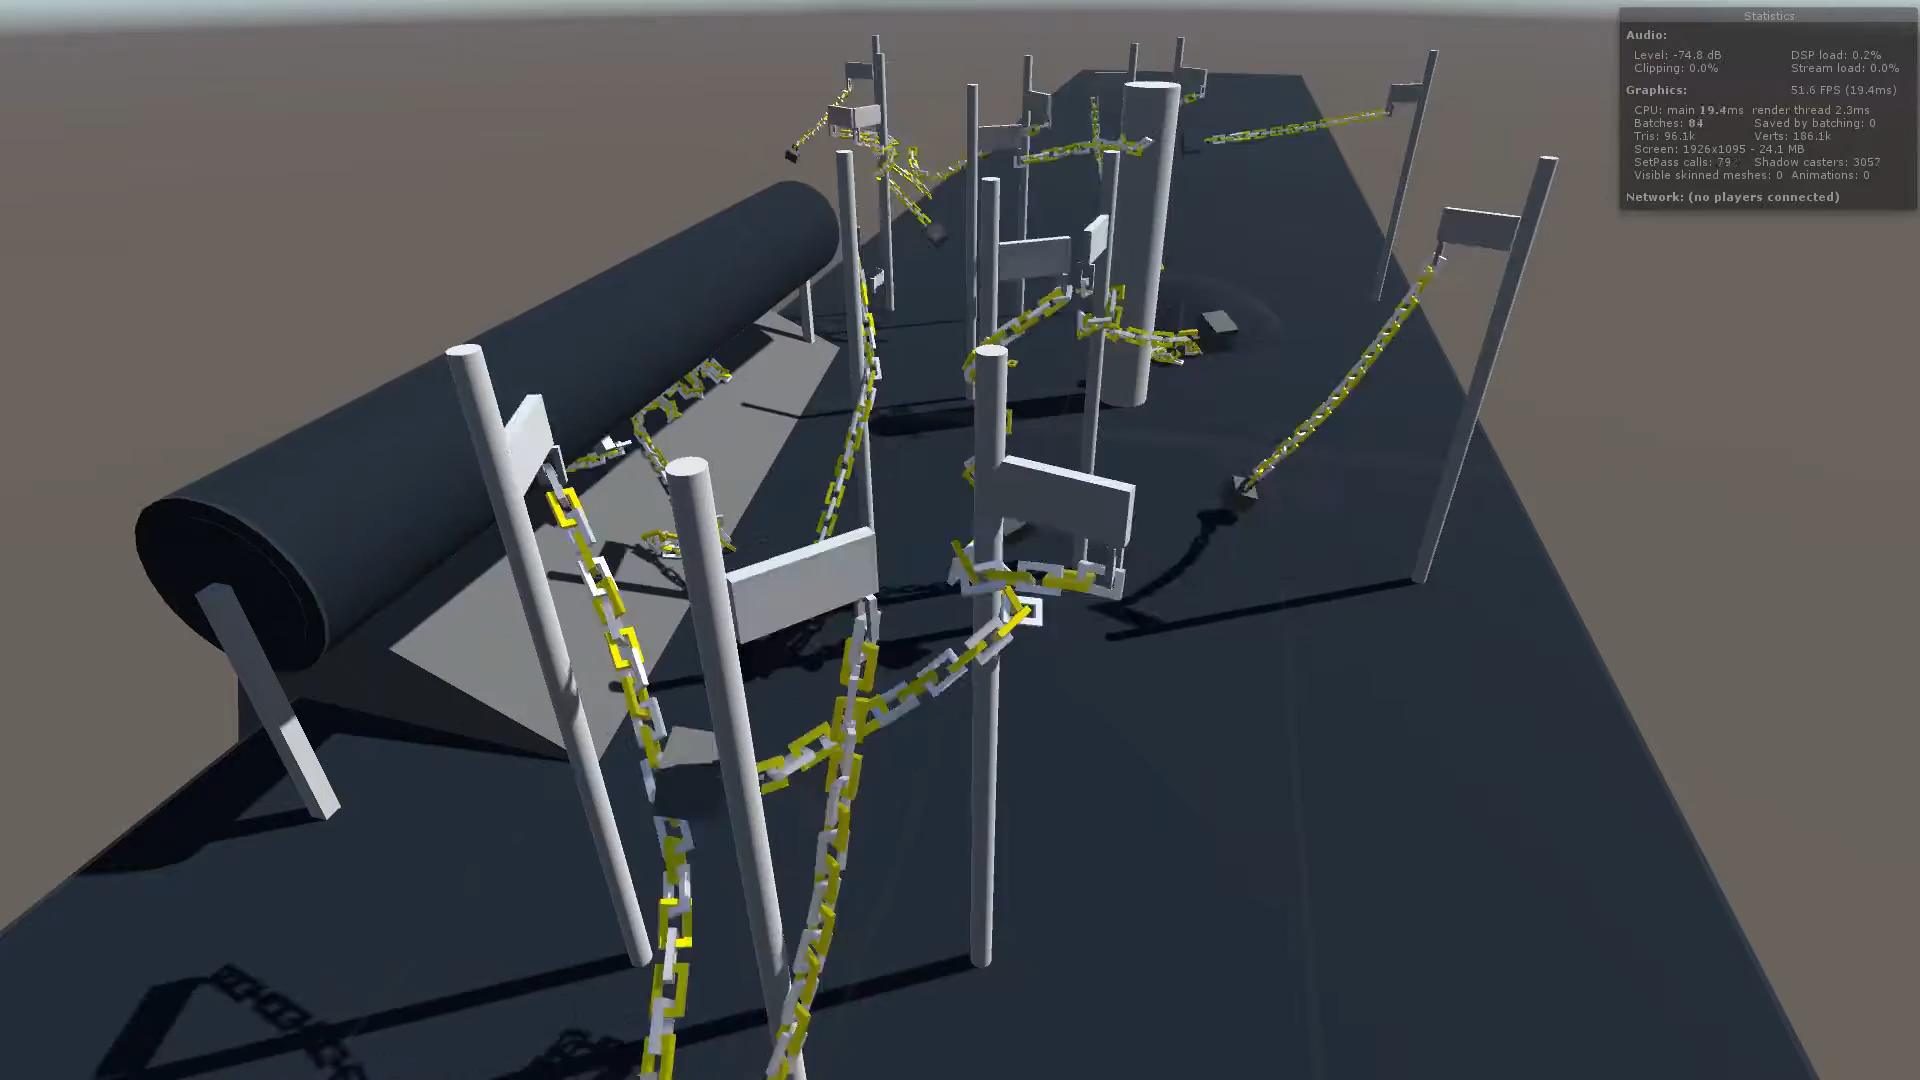 Statistics
Audio:
Level: -74.8 dB DSP load: 0.2%
Clipping: 0.0% Stream load: 0.0%
Graphics: 51.6 FPS (19.4ms)
CPU: main 19.4ms render thread 2.3ms
Batches: 84 Saved by batching: 0
Tris: 96.1k Verts: 186.1k
Screen: 1926x1095 - 24.1 MB
SetPass calls: 79 Shadow casters: 3057
Visible skinned meshes: 0 Animations: 0
Network: (no players connected)